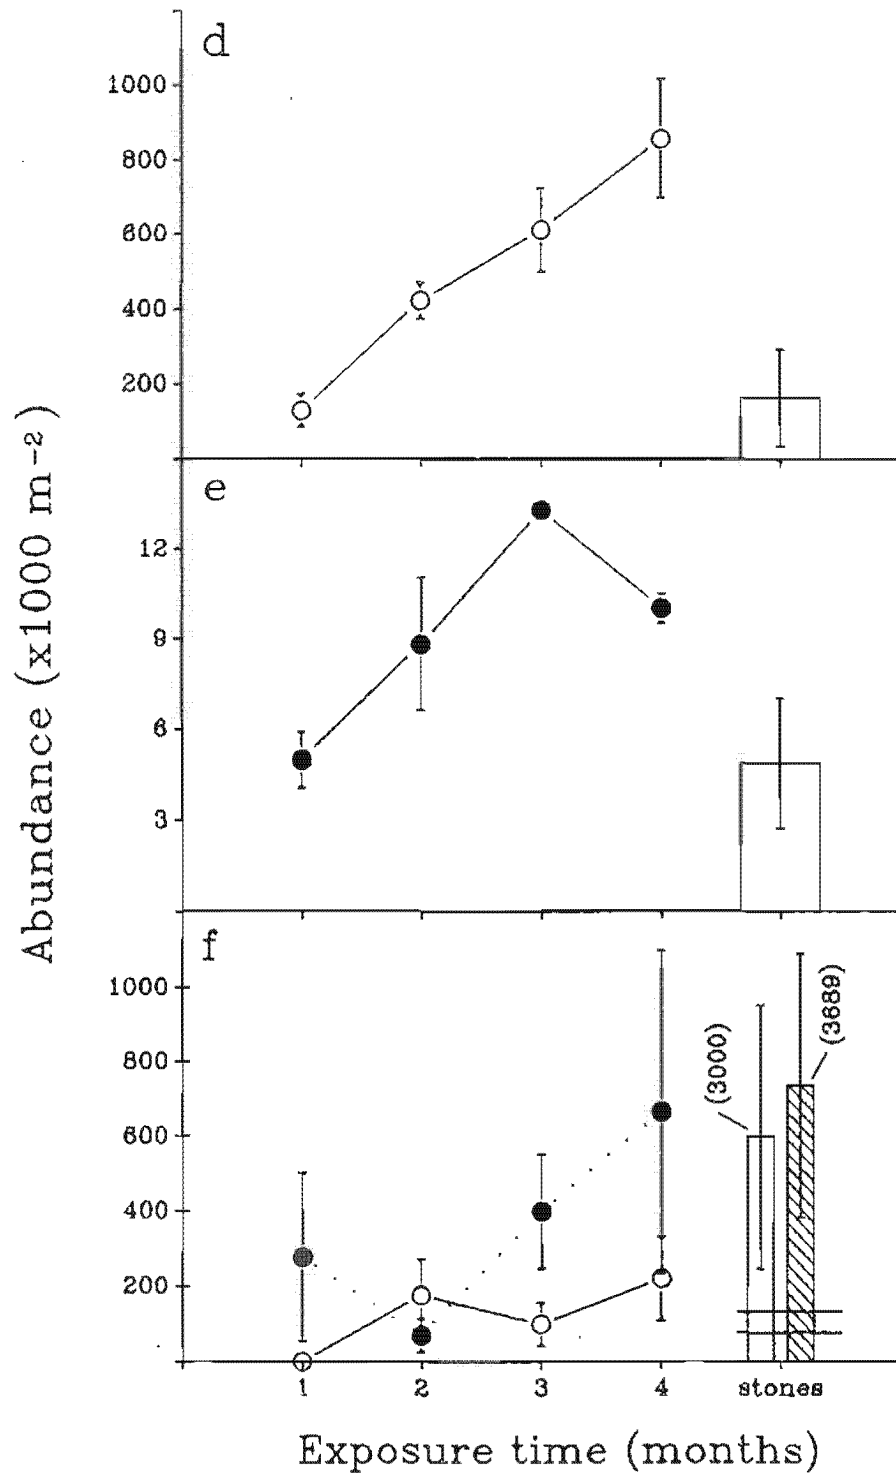 d
1000
800
600
400
200
e
12
9
6
3
f
1000
800
600
400
200
(3000)
(3689)
1 2 3 4 stones
Exposure time (months)
Abundance (x1000 m⁻²)